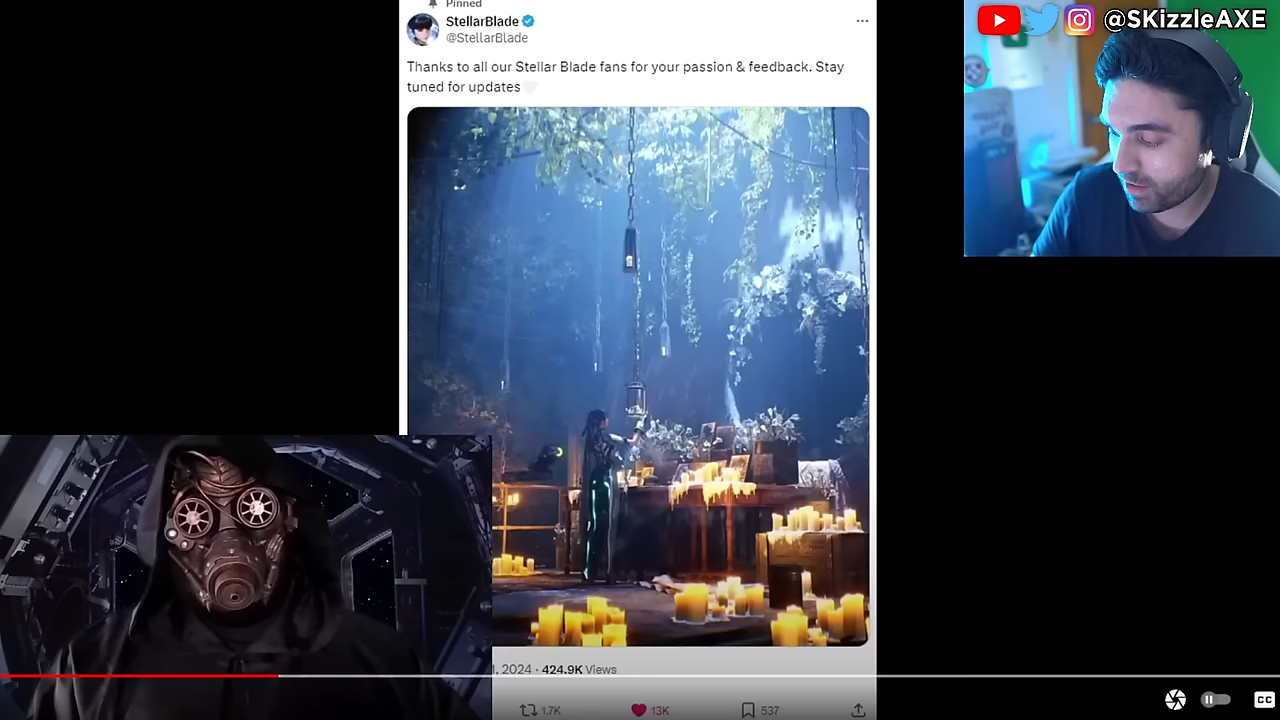 Pinned
StellarBlade
@StellarBlade
Thanks to all our Stellar Blade fans for your passion & feedback. Stay
tuned for updates
@SKizzleAXE
, 2024 · 424.9K Views
1.7K
13K
537
CC